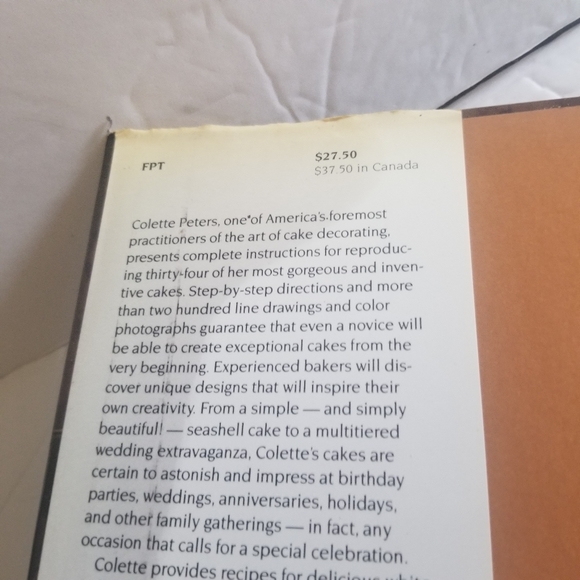 FPT
$27.50
$37.50 in Canada
Colette Peters, one of America's foremost
practitioners of the art of cake decorating,
presents complete instructions for reproduc-
ing thirty-four of her most gorgeous and inven-
tive cakes. Step-by-step directions and more
than two hundred line drawings and color
photographs guarantee that even a novice will
be able to create exceptional cakes from the
very beginning. Experienced bakers will dis-
cover unique designs that will inspire their
own creativity. From a simple — and simply
beautiful! — seashell cake to a multitiered
wedding extravaganza, Colette's cakes are
certain to astonish and impress at birthday
parties, weddings, anniversaries, holidays,
and other family gatherings — in fact, any
occasion that calls for a special celebration.
Colette provides recipes for delicious